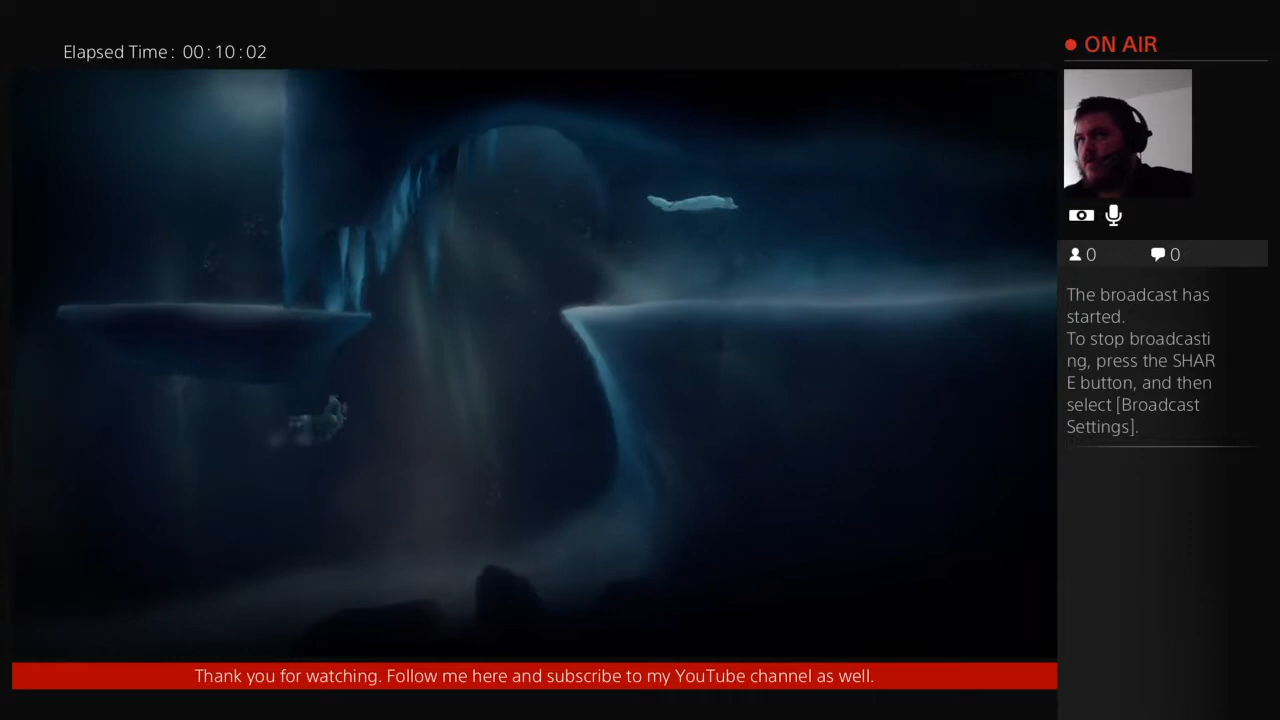 Elapsed Time: 00:10:02
ON AIR
0 0
The broadcast has
started.
To stop broadcasti
ng, press the SHAR
E button, and then
select [Broadcast
Settings].
Thank you for watching. Follow me here and subscribe to my YouTube channel as well.